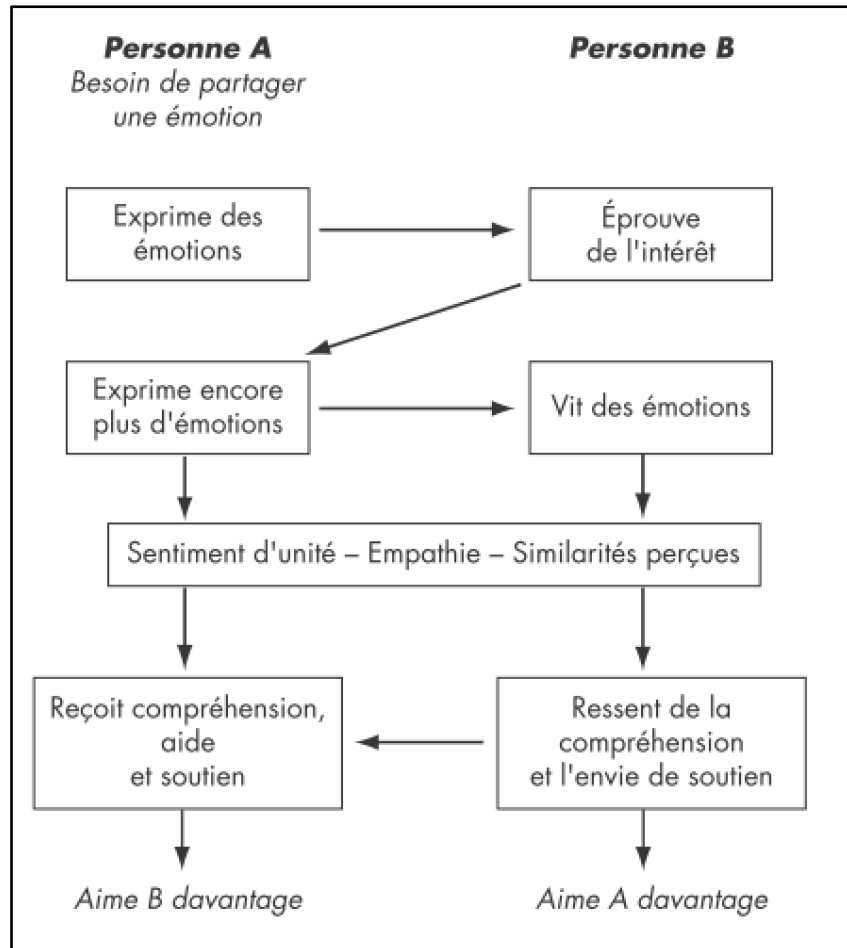 Personne A
Besoin de partager
une émotion
Personne B
Exprime des
émotions
Éprouve
de l'intérêt
Exprime encore
plus d'émotions
Vit des émotions
Sentiment d'unité – Empathie – Similarités perçues
Reçoit compréhension,
aide
et soutien
Ressent de la
compréhension
et l'envie de soutien
Aime B davantage
Aime A davantage